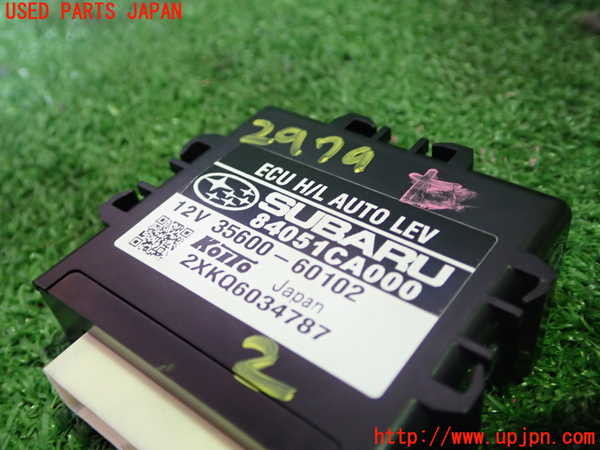 USED PARTS JAPAN
2979
ECU H/L AUTO LEV
SUBARU
84051CA000
12V 35600-60102
KOITO Japan
2XKQ6034787
2
http://www.upjpn.com